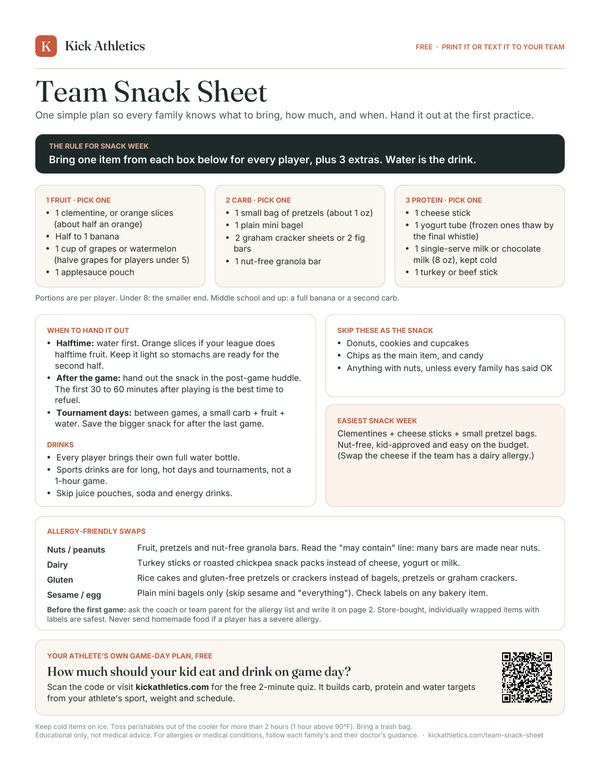 K Kick Athletics
FREE · PRINT IT OR TEXT IT TO YOUR TEAM
Team Snack Sheet
One simple plan so every family knows what to bring, how much, and when. Hand it out at the first practice.
THE RULE FOR SNACK WEEK
Bring one item from each box below for every player, plus 3 extras. Water is the drink.
1 FRUIT · PICK ONE
• 1 clementine, or orange slices
(about half an orange)
• Half to 1 banana
• 1 cup of grapes or watermelon
(halve grapes for players under 5)
• 1 applesauce pouch
2 CARB · PICK ONE
• 1 small bag of pretzels (about 1 oz)
• 1 plain mini bagel
• 2 graham cracker sheets or 2 fig
bars
• 1 nut-free granola bar
3 PROTEIN · PICK ONE
• 1 cheese stick
• 1 yogurt tube (frozen ones thaw by
the final whistle)
• 1 single-serve milk or chocolate
milk (8 oz), kept cold
• 1 turkey or beef stick
Portions are per player. Under 8: the smaller end. Middle school and up: a full banana or a second carb.
WHEN TO HAND IT OUT
• Halftime: water first. Orange slices if your league does
halftime fruit. Keep it light so stomachs are ready for the
second half.
• After the game: hand out the snack in the post-game huddle.
The first 30 to 60 minutes after playing is the best time to
refuel.
• Tournament days: between games, a small carb + fruit +
water. Save the bigger snack for after the last game.
DRINKS
• Every player brings their own full water bottle.
• Sports drinks are for long, hot days and tournaments, not a
1-hour game.
• Skip juice pouches, soda and energy drinks.
SKIP THESE AS THE SNACK
• Donuts, cookies and cupcakes
• Chips as the main item, and candy
• Anything with nuts, unless every family has said OK
EASIEST SNACK WEEK
Clementines + cheese sticks + small pretzel bags.
Nut-free, kid-approved and easy on the budget.
(Swap the cheese if the team has a dairy allergy.)
ALLERGY-FRIENDLY SWAPS
Nuts / peanuts Fruit, pretzels and nut-free granola bars. Read the "may contain" line: many bars are made near nuts.
Dairy Turkey sticks or roasted chickpea snack packs instead of cheese, yogurt or milk.
Gluten Rice cakes and gluten-free pretzels or crackers instead of bagels, pretzels or graham crackers.
Sesame / egg Plain mini bagels only (skip sesame and "everything"). Check labels on any bakery item.
Before the first game: ask the coach or team parent for the allergy list and write it on page 2. Store-bought, individually wrapped items with
labels are safest. Never send homemade food if a player has a severe allergy.
YOUR ATHLETE'S OWN GAME-DAY PLAN, FREE
How much should your kid eat and drink on game day?
Scan the code or visit kickathletics.com for the free 2-minute quiz. It builds carb, protein and water targets
from your athlete's sport, weight and schedule.
Keep cold items on ice. Toss perishables out of the cooler for more than 2 hours (1 hour above 90°F). Bring a trash bag.
Educational only, not medical advice. For allergies or medical conditions, follow each family's and their doctor's guidance. · kickathletics.com/team-snack-sheet